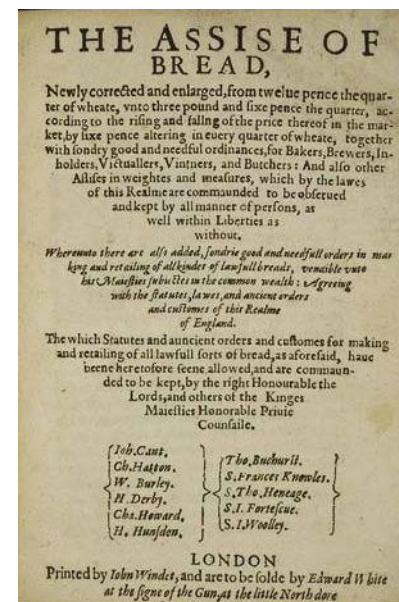 THE ASSISE OF
BREAD,
Newly corrected and enlarged, from twelue pence the quar-
ter of wheate, vnto three pound and sixe pence the quarter, ac-
cording to the rising and falling of the price thereof in the mar-
ket, by sixe pence altering in euery quarter of wheate, together
with sondry good and needful ordinances, for Bakers, Brewers, In-
holders, Victuallers, Vintners, and Butchers: And also other
Assises in weightes and measures, which by the lawes
of this Realme are commaunded to be obserued
and kept by all manner of persons, as
well within Liberties as
without.
Whereunto there are also added, sondrie good and needfull orders in mas
king and retailing of all kindes of lawfull breads, vendible vnto
his Maiesties subiectes in the common wealth: Agreeing
with the statutes, lawes, and ancient orders
and customes of this Realme
of England.
The which Statutes and auncient orders and customes for making
and retailing of all lawfull sorts of bread, as aforesaid, haue
beene heretofore seene, allowed, and are commaun-
ded to be kept, by the right Honourable the
Lords, and others of the Kinges
Maiesties Honorable Priuie
Counsaile.
Ioh. Cant. Tho. Buchurst.
Ch. Hatton. S. Frances Knowles.
W. Burley. S. Tho. Heneage.
H. Derby. S. I. Fortescue.
Cha. Howard. S. I. Woolley.
H. Hunsdon.
LONDON
Printed by Iohn Windet, and are to be solde by Edward White
at the signe of the Gun, at the little North dore